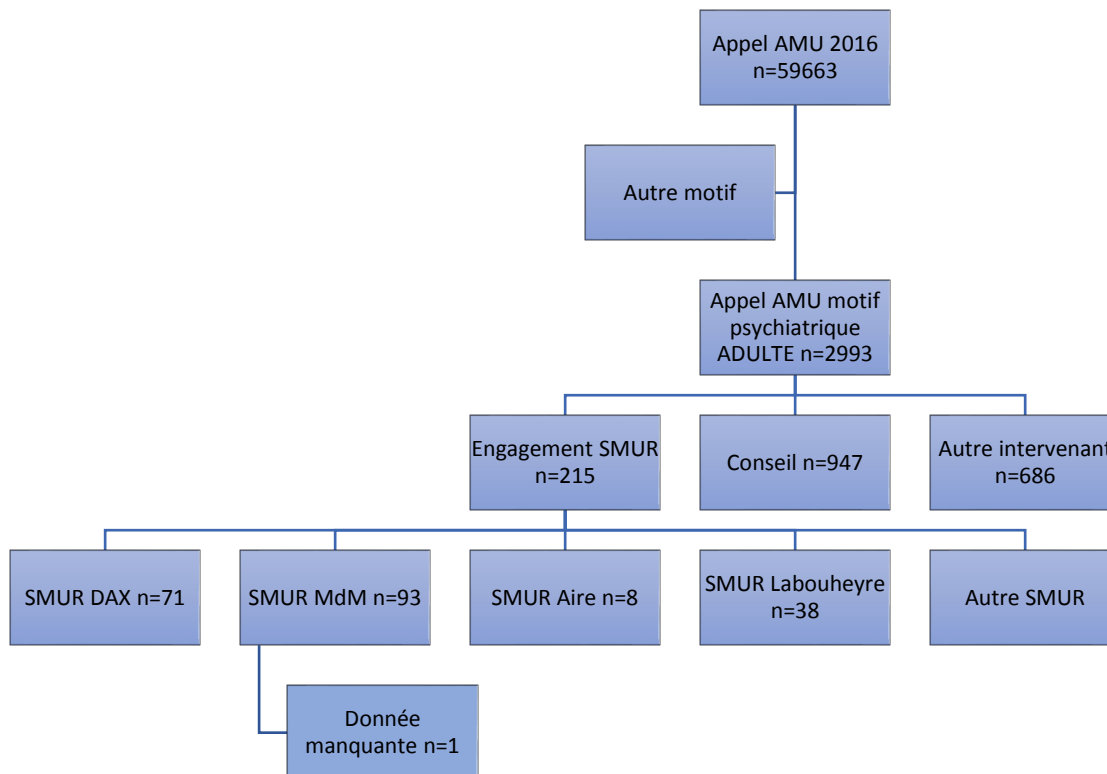 Appel AMU 2016
n=59663
Autre motif
Appel AMU motif
psychiatrique
ADULTE n=2993
Engagement SMUR
n=215
Conseil n=947
Autre intervenant
n=686
SMUR DAX n=71
SMUR MdM n=93
SMUR Aire n=8
SMUR Labouheyre
n=38
Autre SMUR
Donnée
manquante n=1